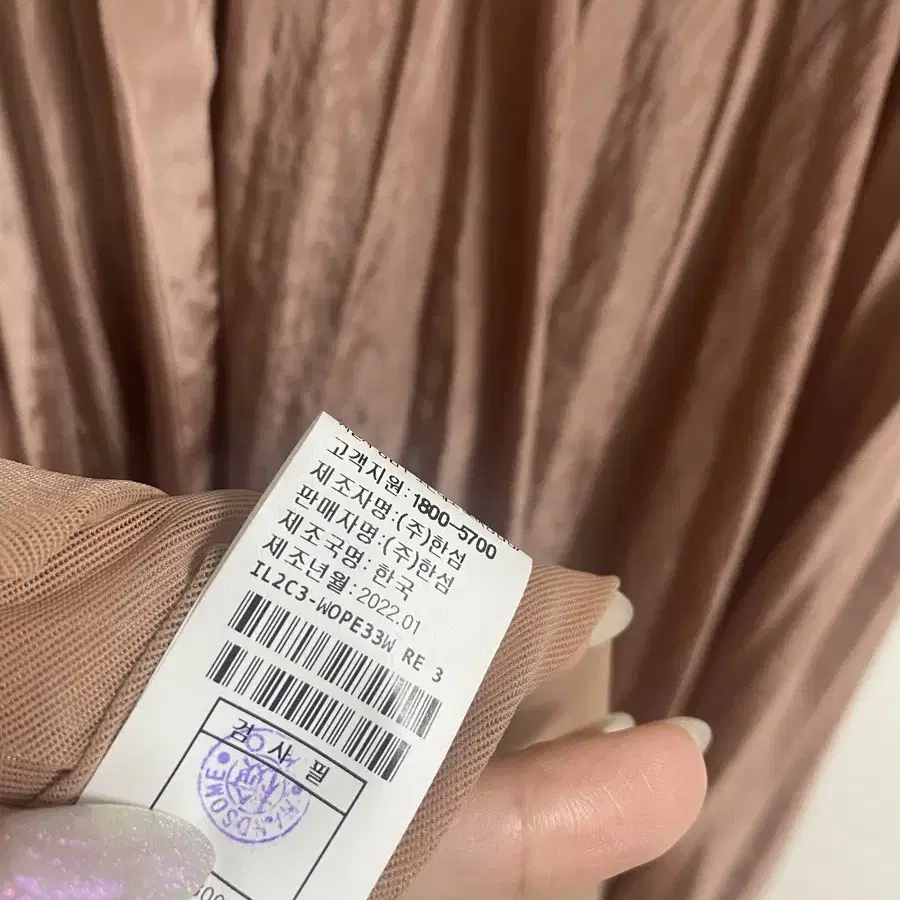 고객지원:1800-5700
제조자명:(주)한섬
판매자명:(주)한섬
제조국명: 한국
제조년월:2022.01
IL2C3-WOPE33W RE 3
검 사 필
HANDSOME